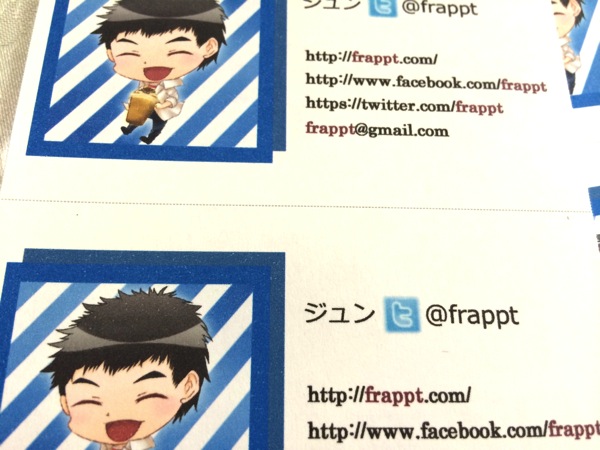 ジュン @frappt
http://frappt.com/
http://www.facebook.com/frappt
https://twitter.com/frappt
frappt@gmail.com
ジュン @frappt
http://frappt.com/
http://www.facebook.com/frappt